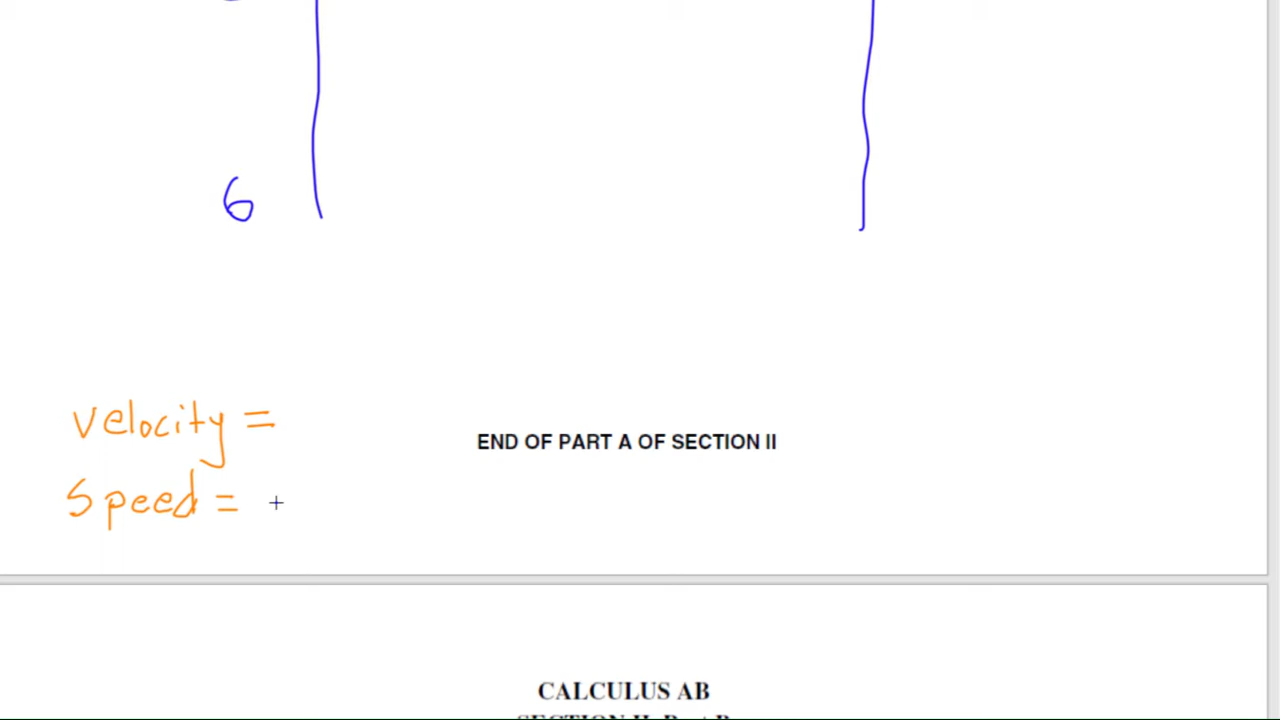 6
velocity =
END OF PART A OF SECTION II
speed =
CALCULUS AB